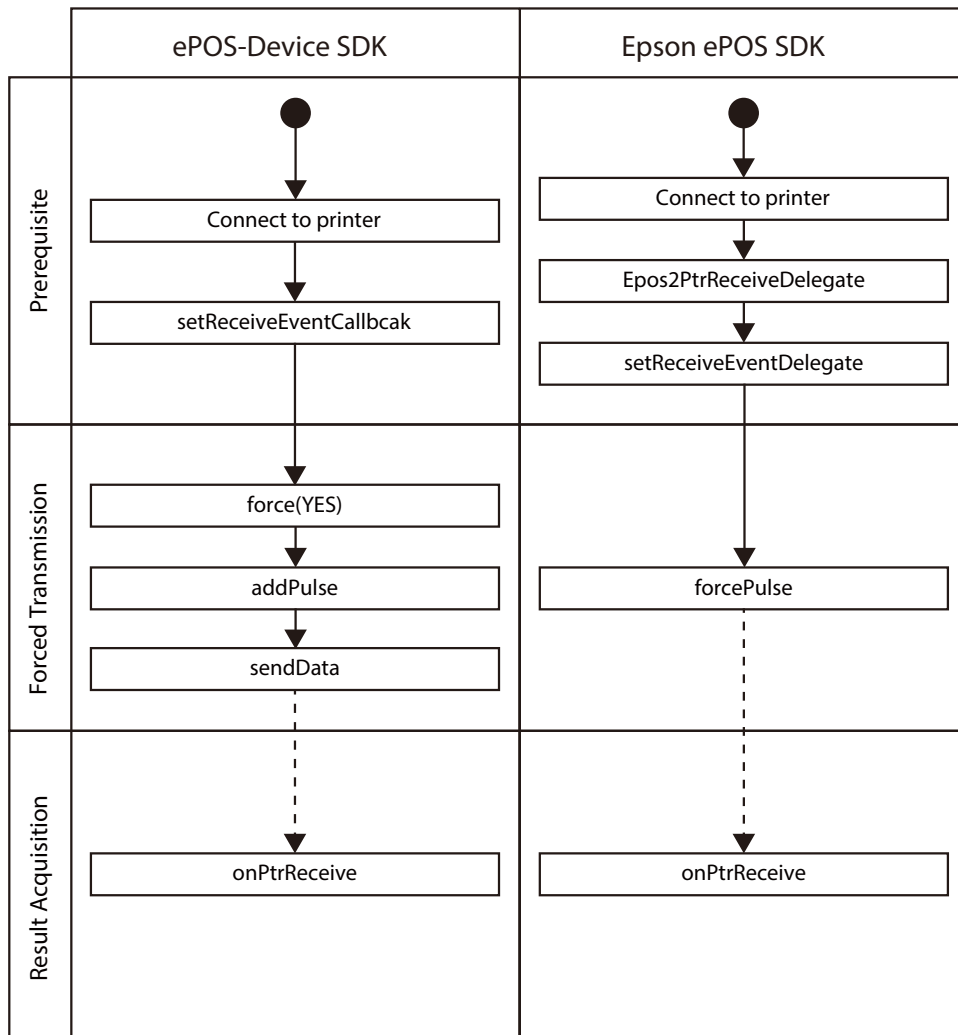 ePOS-Device SDK
Epson ePOS SDK
Prerequisite
Connect to printer
setReceiveEventCallbcak
Connect to printer
Epos2PtrReceiveDelegate
setReceiveEventDelegate
Forced Transmission
force(YES)
addPulse
sendData
forcePulse
Result Acquisition
onPtrReceive
onPtrReceive